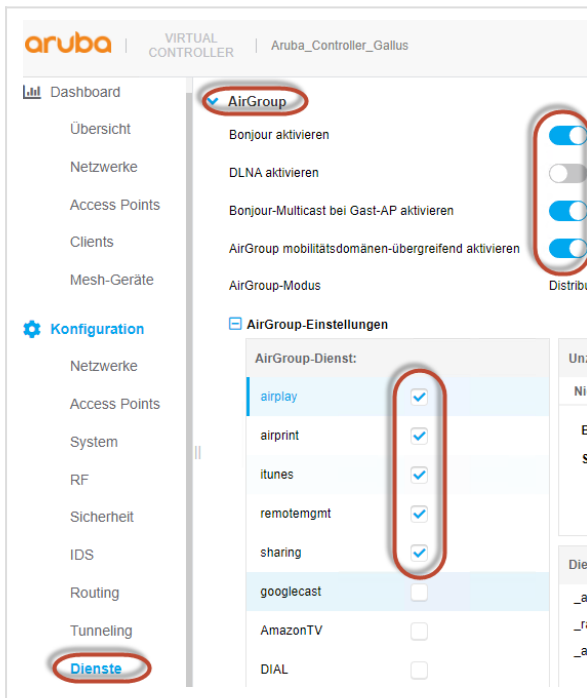 aruba
VIRTUAL
CONTROLLER
Aruba_Controller_Gallus
Dashboard
Übersicht
Netzwerke
Access Points
Clients
Mesh-Geräte
Konfiguration
Netzwerke
Access Points
System
RF
Sicherheit
IDS
Routing
Tunneling
Dienste
AirGroup
Bonjour aktivieren
DLNA aktivieren
Bonjour-Multicast bei Gast-AP aktivieren
AirGroup mobilitätsdomänen-übergreifend aktivieren
AirGroup-Modus
AirGroup-Einstellungen
AirGroup-Dienst:
airplay
airprint
itunes
remotemgmt
sharing
googlecast
AmazonTV
DIAL